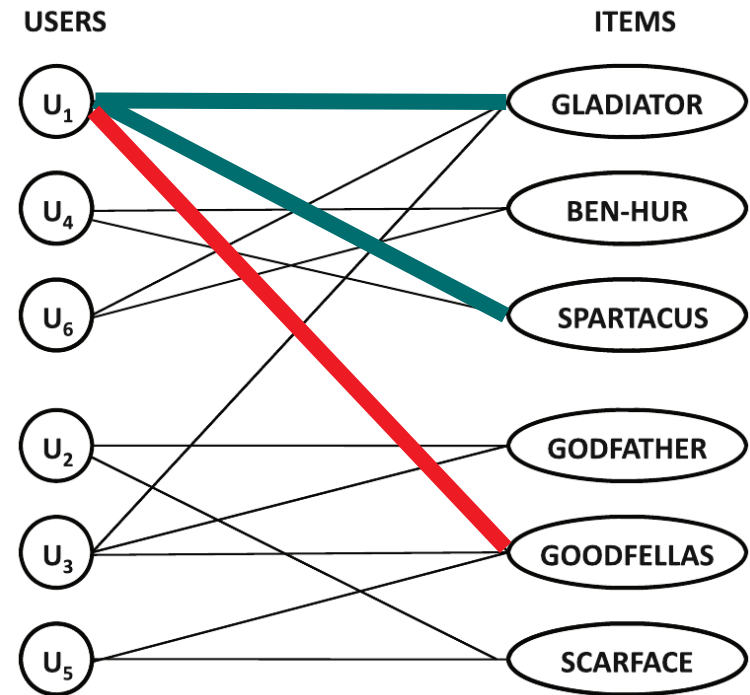 USERS ITEMS
U1 GLADIATOR
U4 BEN-HUR
U6 SPARTACUS
U2 GODFATHER
U3 GOODFELLAS
U5 SCARFACE